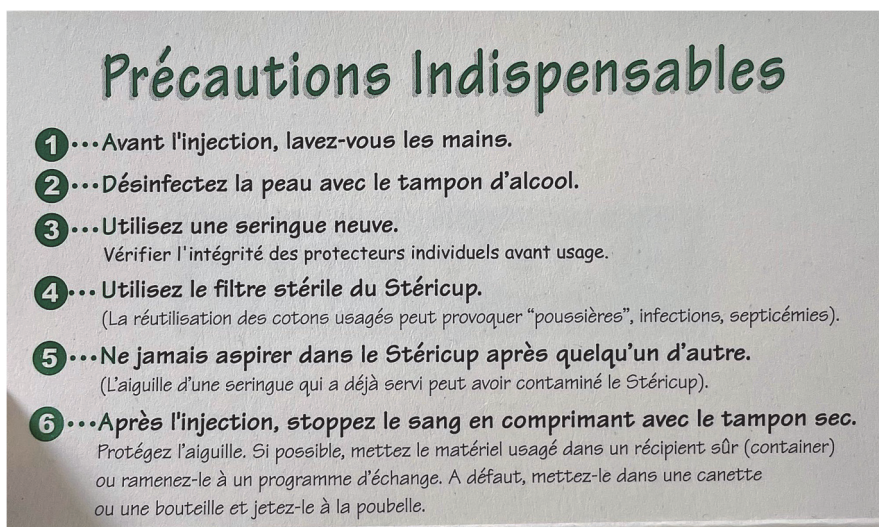 Précautions Indispensables
1...Avant l'injection, lavez-vous les mains.
2...Désinfectez la peau avec le tampon d'alcool.
3...Utilisez une seringue neuve.
Vérifier l'intégrité des protecteurs individuels avant usage.
4...Utilisez le filtre stérile du Stéricup.
(La réutilisation des cotons usagés peut provoquer "poussières", infections, septicémies).
5...Ne jamais aspirer dans le Stéricup après quelqu'un d'autre.
(L'aiguille d'une seringue qui a déjà servi peut avoir contaminé le Stéricup).
6...Après l'injection, stoppez le sang en comprimant avec le tampon sec.
Protégez l'aiguille. Si possible, mettez le matériel usagé dans un récipient sûr (container)
ou ramenez-le à un programme d'échange. A défaut, mettez-le dans une canette
ou une bouteille et jetez-le à la poubelle.